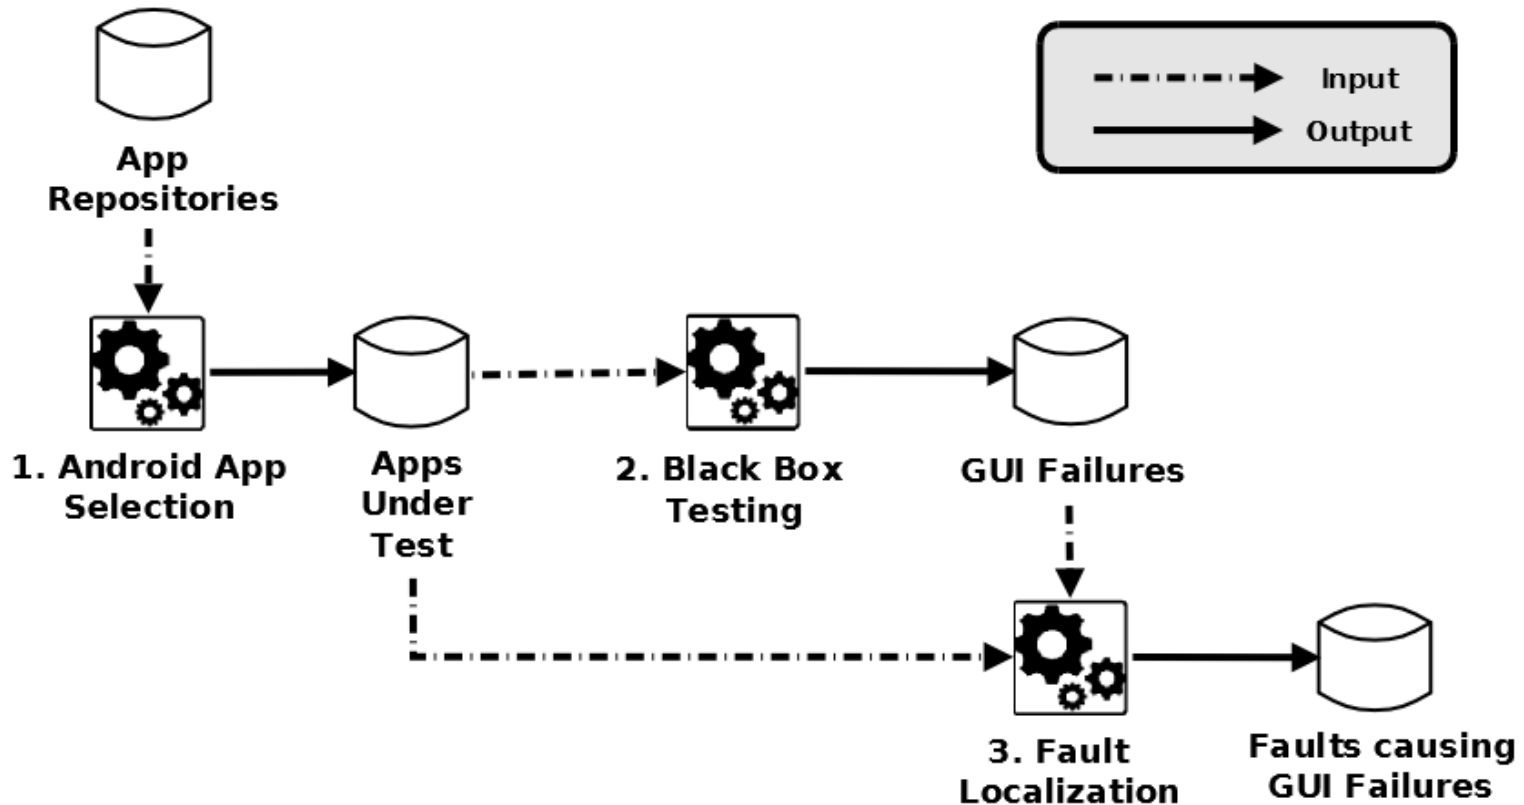 App
Repositories
Input
Output
1. Android App
Selection
Apps
Under
Test
2. Black Box
Testing
GUI Failures
3. Fault
Localization
Faults causing
GUI Failures